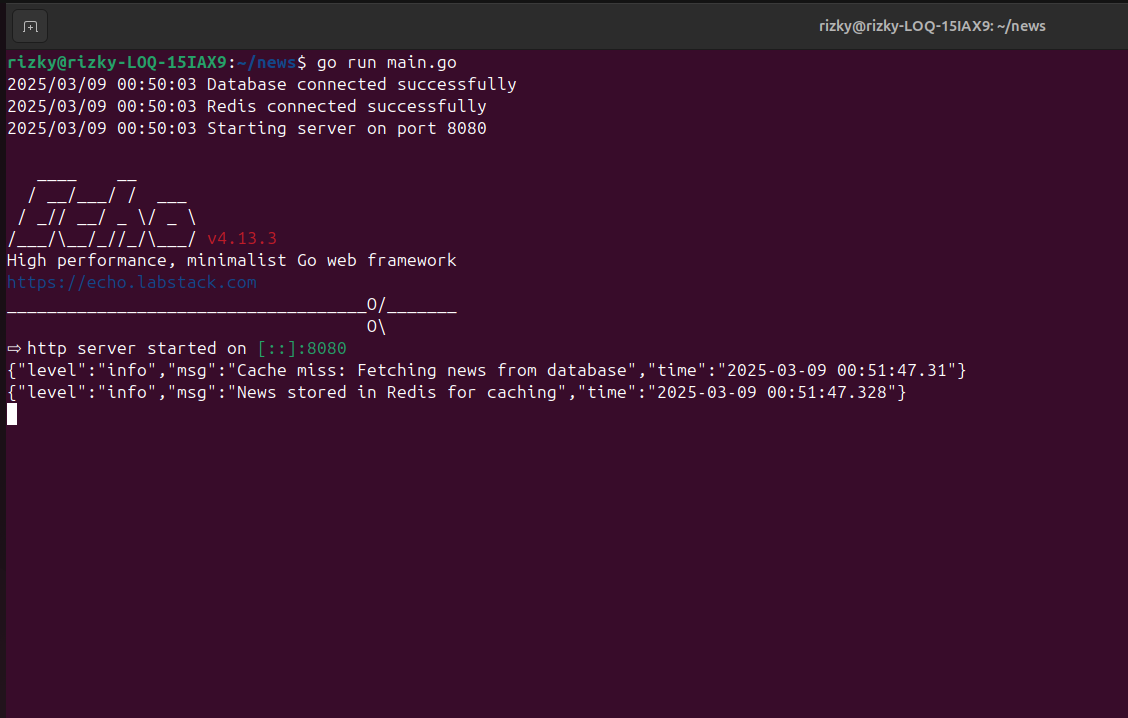 rizky@rizky-LOQ-15IAX9: ~/news
rizky@rizky-LOQ-15IAX9:~/news$ go run main.go
2025/03/09 00:50:03 Database connected successfully
2025/03/09 00:50:03 Redis connected successfully
2025/03/09 00:50:03 Starting server on port 8080
   ____    __
  / __/___/ /  ___
 / _// __/ _ \/ _ \
/___/\__/_//_/\___/ v4.13.3
High performance, minimalist Go web framework
https://echo.labstack.com
____________________________________O/_______
                                    O\
⇨ http server started on [::]:8080
{"level":"info","msg":"Cache miss: Fetching news from database","time":"2025-03-09 00:51:47.31"}
{"level":"info","msg":"News stored in Redis for caching","time":"2025-03-09 00:51:47.328"}